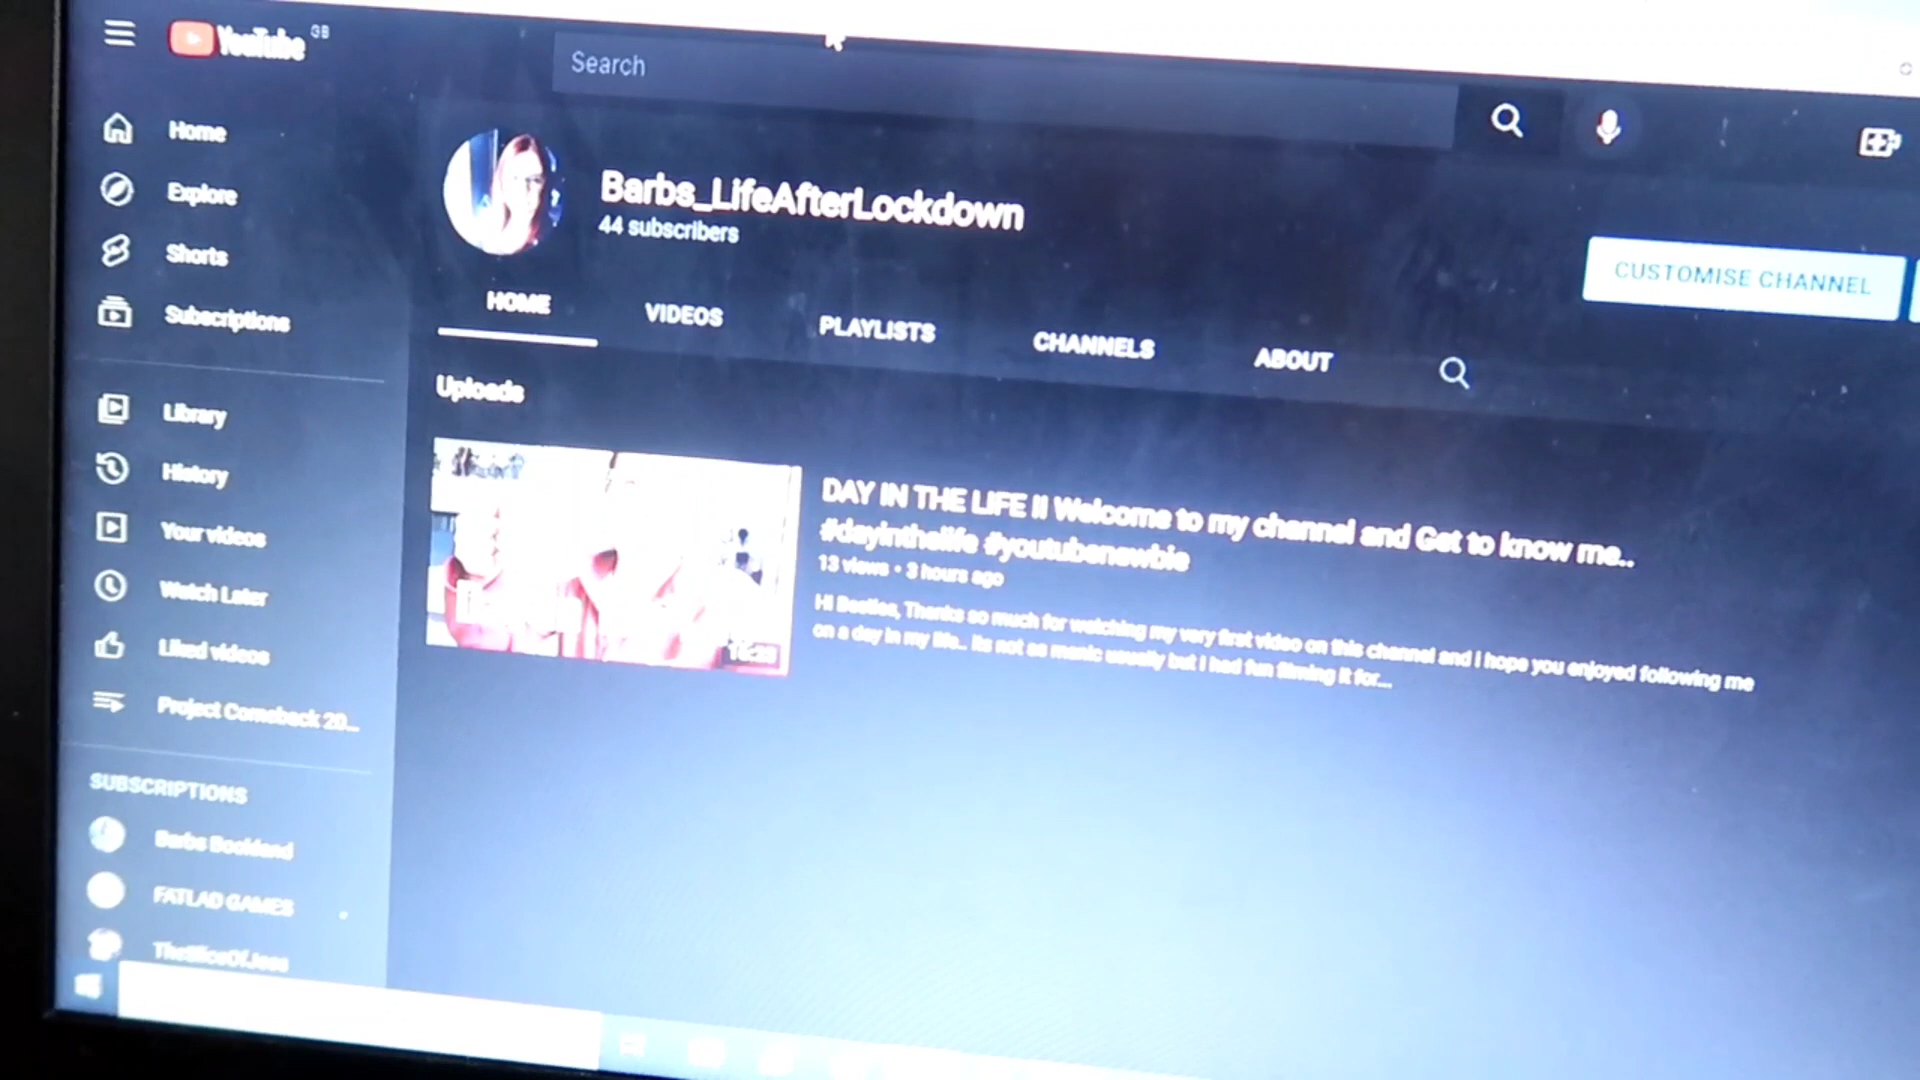 YouTube GB
Search
Home
Explore
Shorts
Subscriptions
Library
History
Your videos
Watch Later
Liked videos
Project Comeback 20...
SUBSCRIPTIONS
Barbs Bookland
FATLAD GAMES
Barbs_LifeAfterLockdown
44 subscribers
CUSTOMISE CHANNEL
HOME VIDEOS PLAYLISTS CHANNELS ABOUT
Uploads
DAY IN THE LIFE II Welcome to my channel and Get to know me..
#dayinthelife #youtubenewbie
13 views • 3 hours ago
Hi Beeties, Thanks so much for watching my very first video on this channel and I hope you enjoyed following me
on a day in my life.. its not as manic usually but I had fun filming it for...